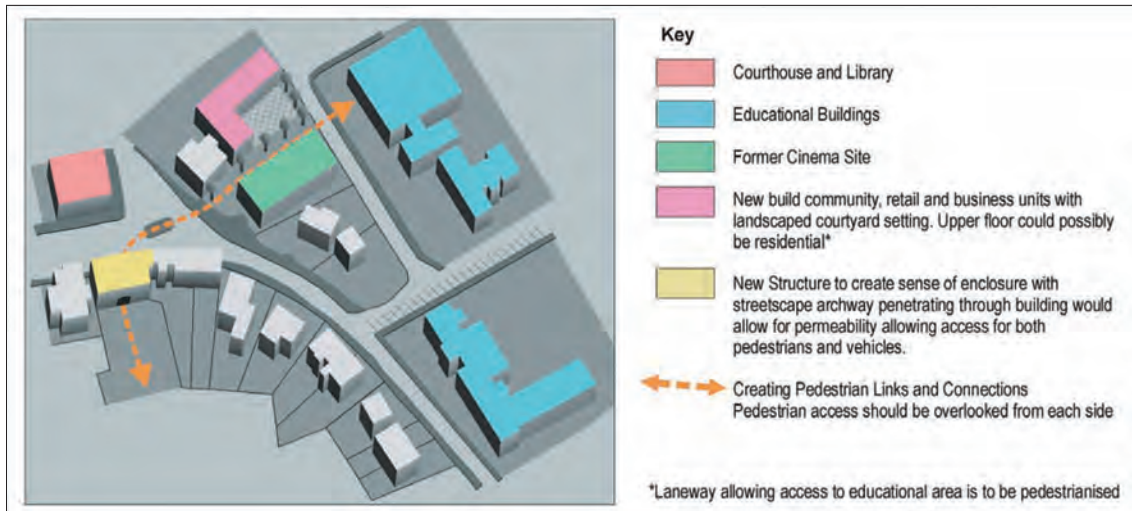 Key
Courthouse and Library
Educational Buildings
Former Cinema Site
New build community, retail and business units with
landscaped courtyard setting. Upper floor could possibly
be residential*
New Structure to create sense of enclosure with
streetscape archway penetrating through building would
allow for permeability allowing access for both
pedestrians and vehicles.
Creating Pedestrian Links and Connections
Pedestrian access should be overlooked from each side
*Laneway allowing access to educational area is to be pedestrianised